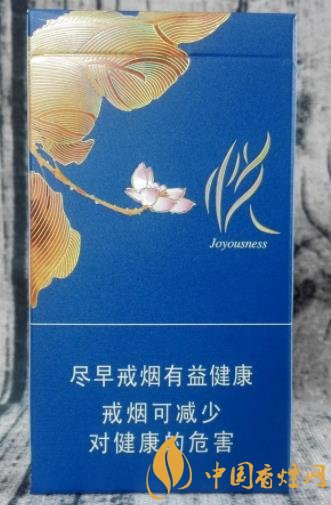 悦
Joyousness
尽早戒烟有益健康
戒烟可减少
对健康的危害
中国香烟网